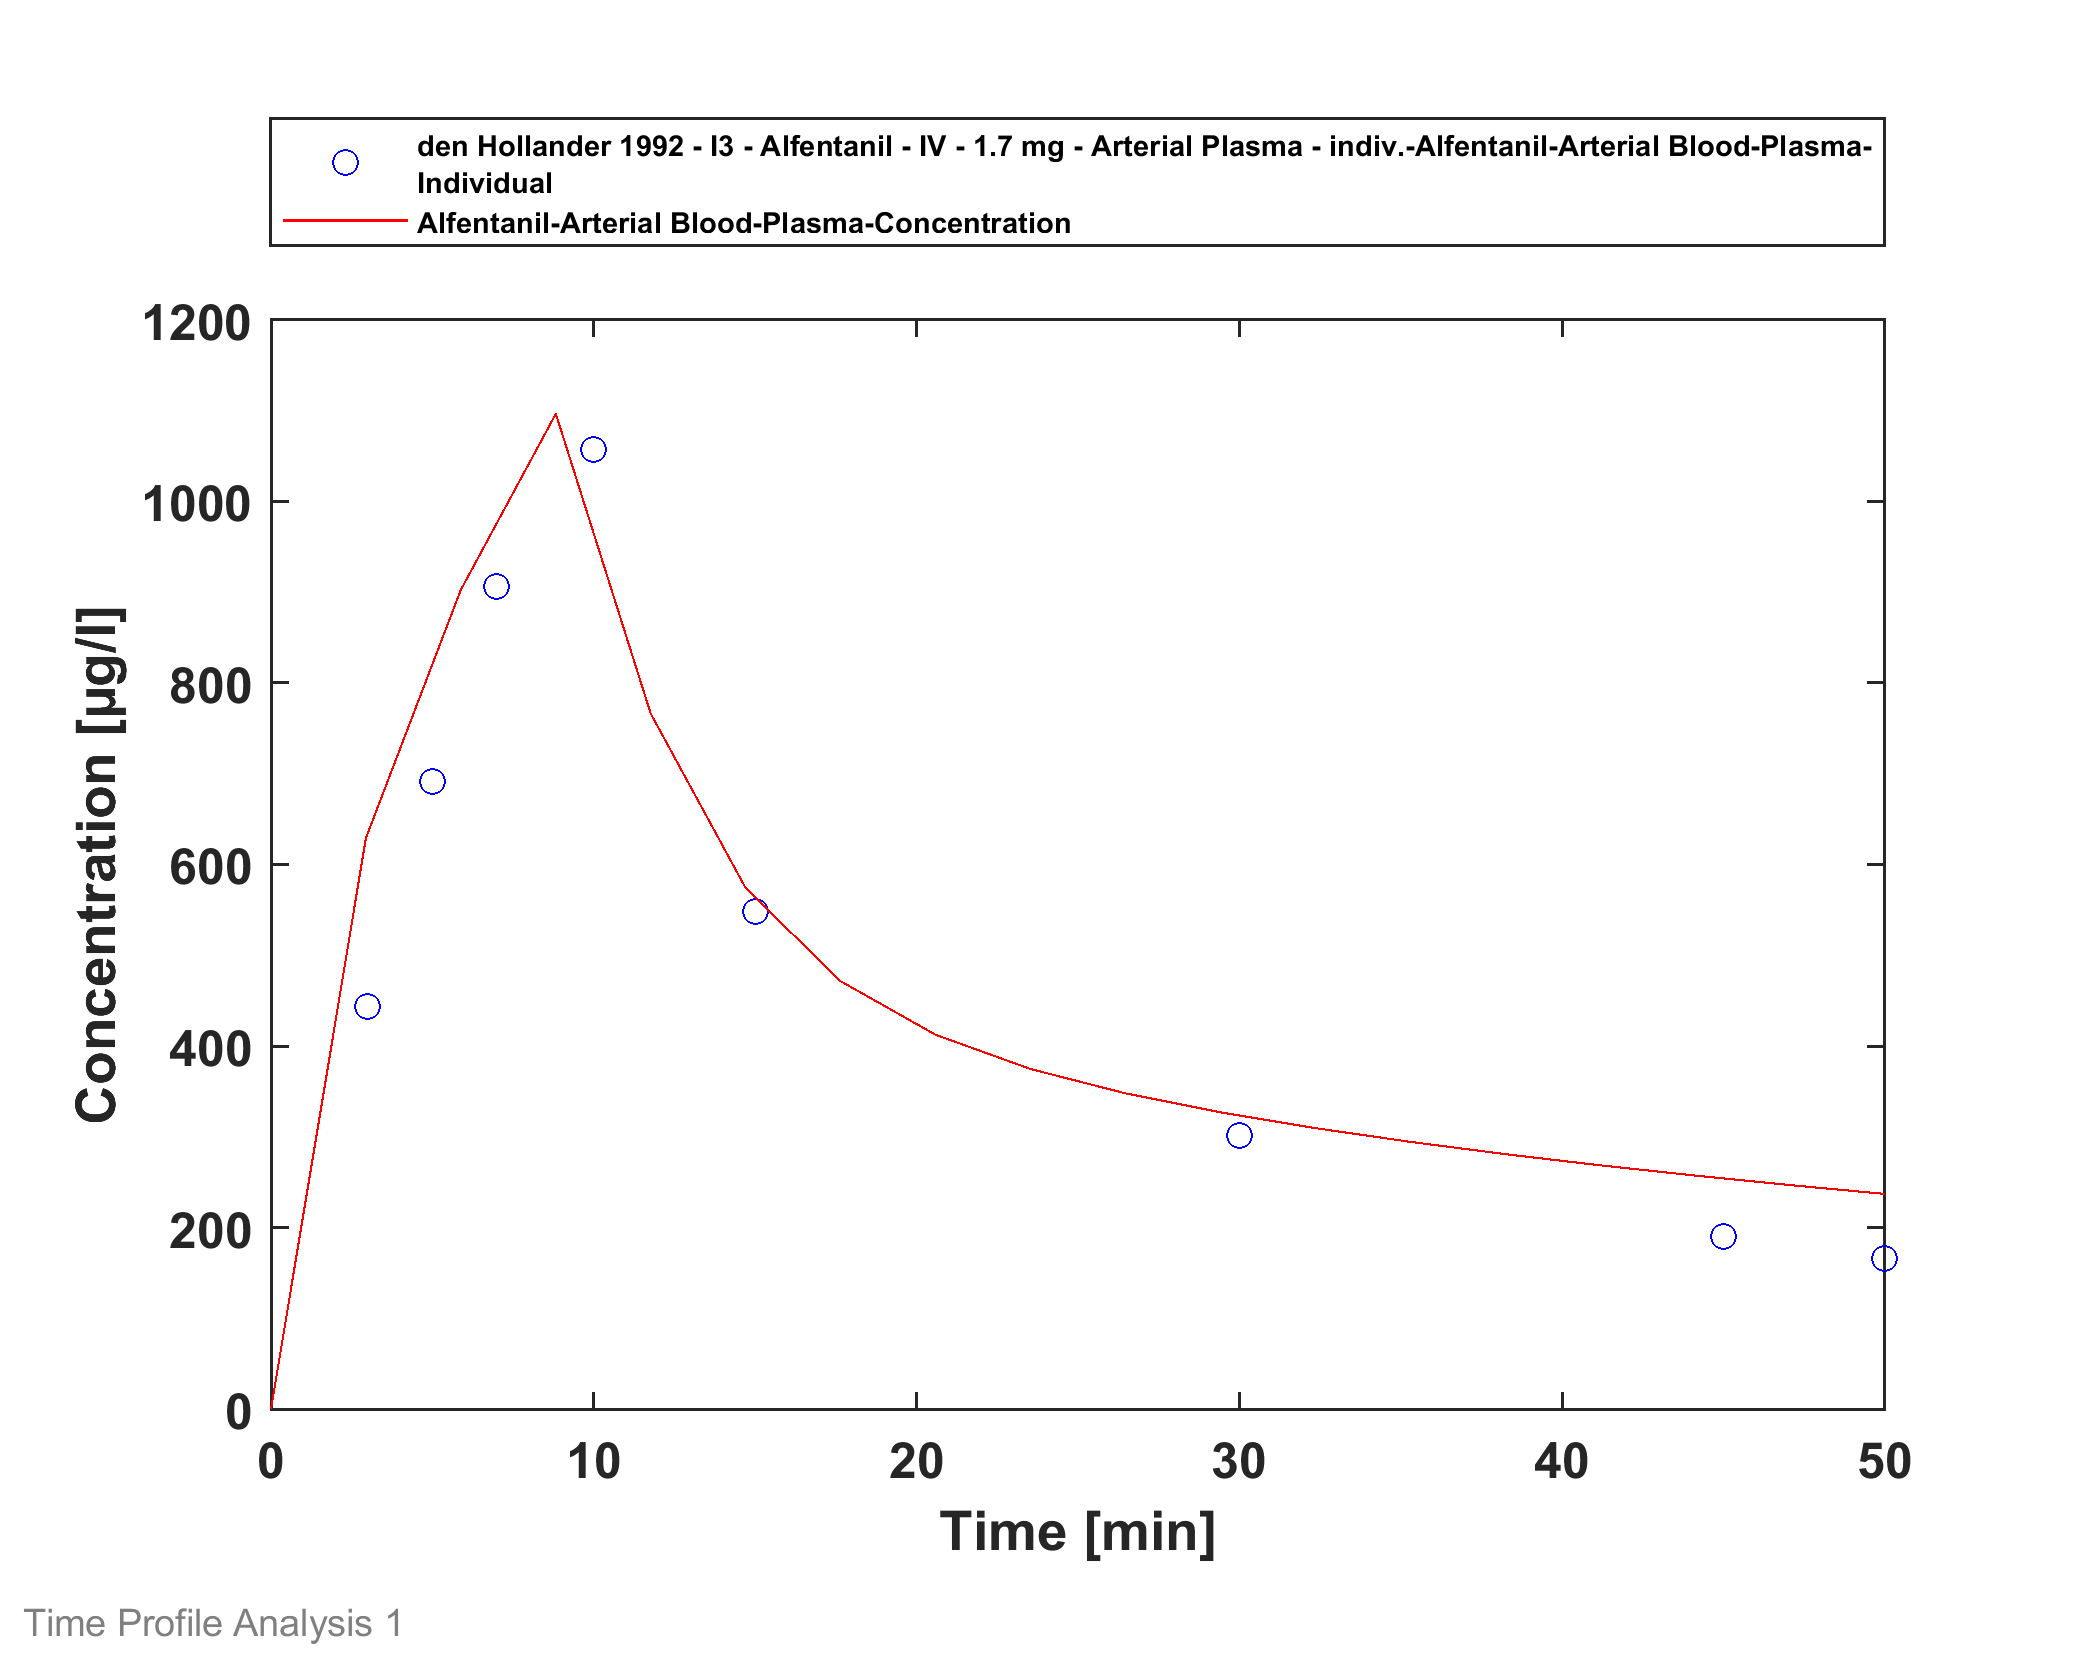 den Hollander 1992 - I3 - Alfentanil - IV - 1.7 mg - Arterial Plasma - indiv.-Alfentanil-Arterial Blood-Plasma-
Individual
Alfentanil-Arterial Blood-Plasma-Concentration
1200
1000
800
600
400
200
0
Concentration [µg/l]
0 10 20 30 40 50
Time [min]
Time Profile Analysis 1